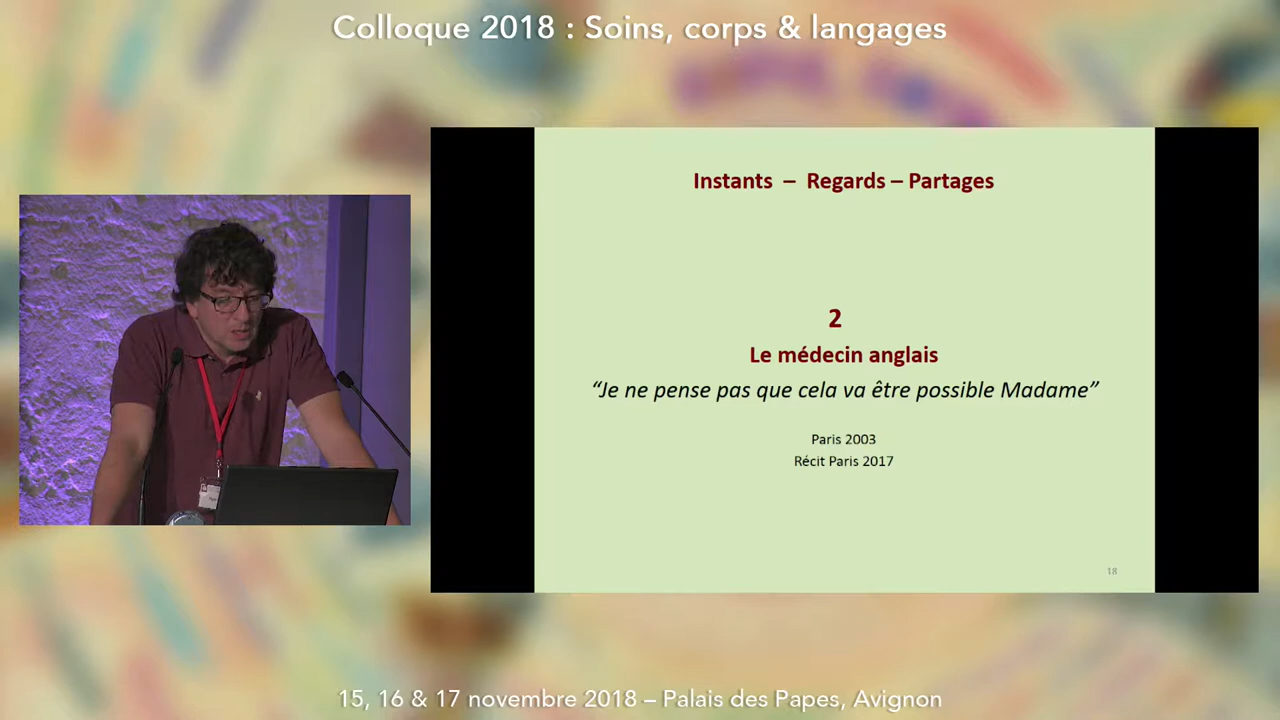 Colloque 2018 : Soins, corps & langages
Instants – Regards – Partages
2
Le médecin anglais
“Je ne pense pas que cela va être possible Madame”
Paris 2003
Récit Paris 2017
18
15, 16 & 17 novembre 2018 – Palais des Papes, Avignon